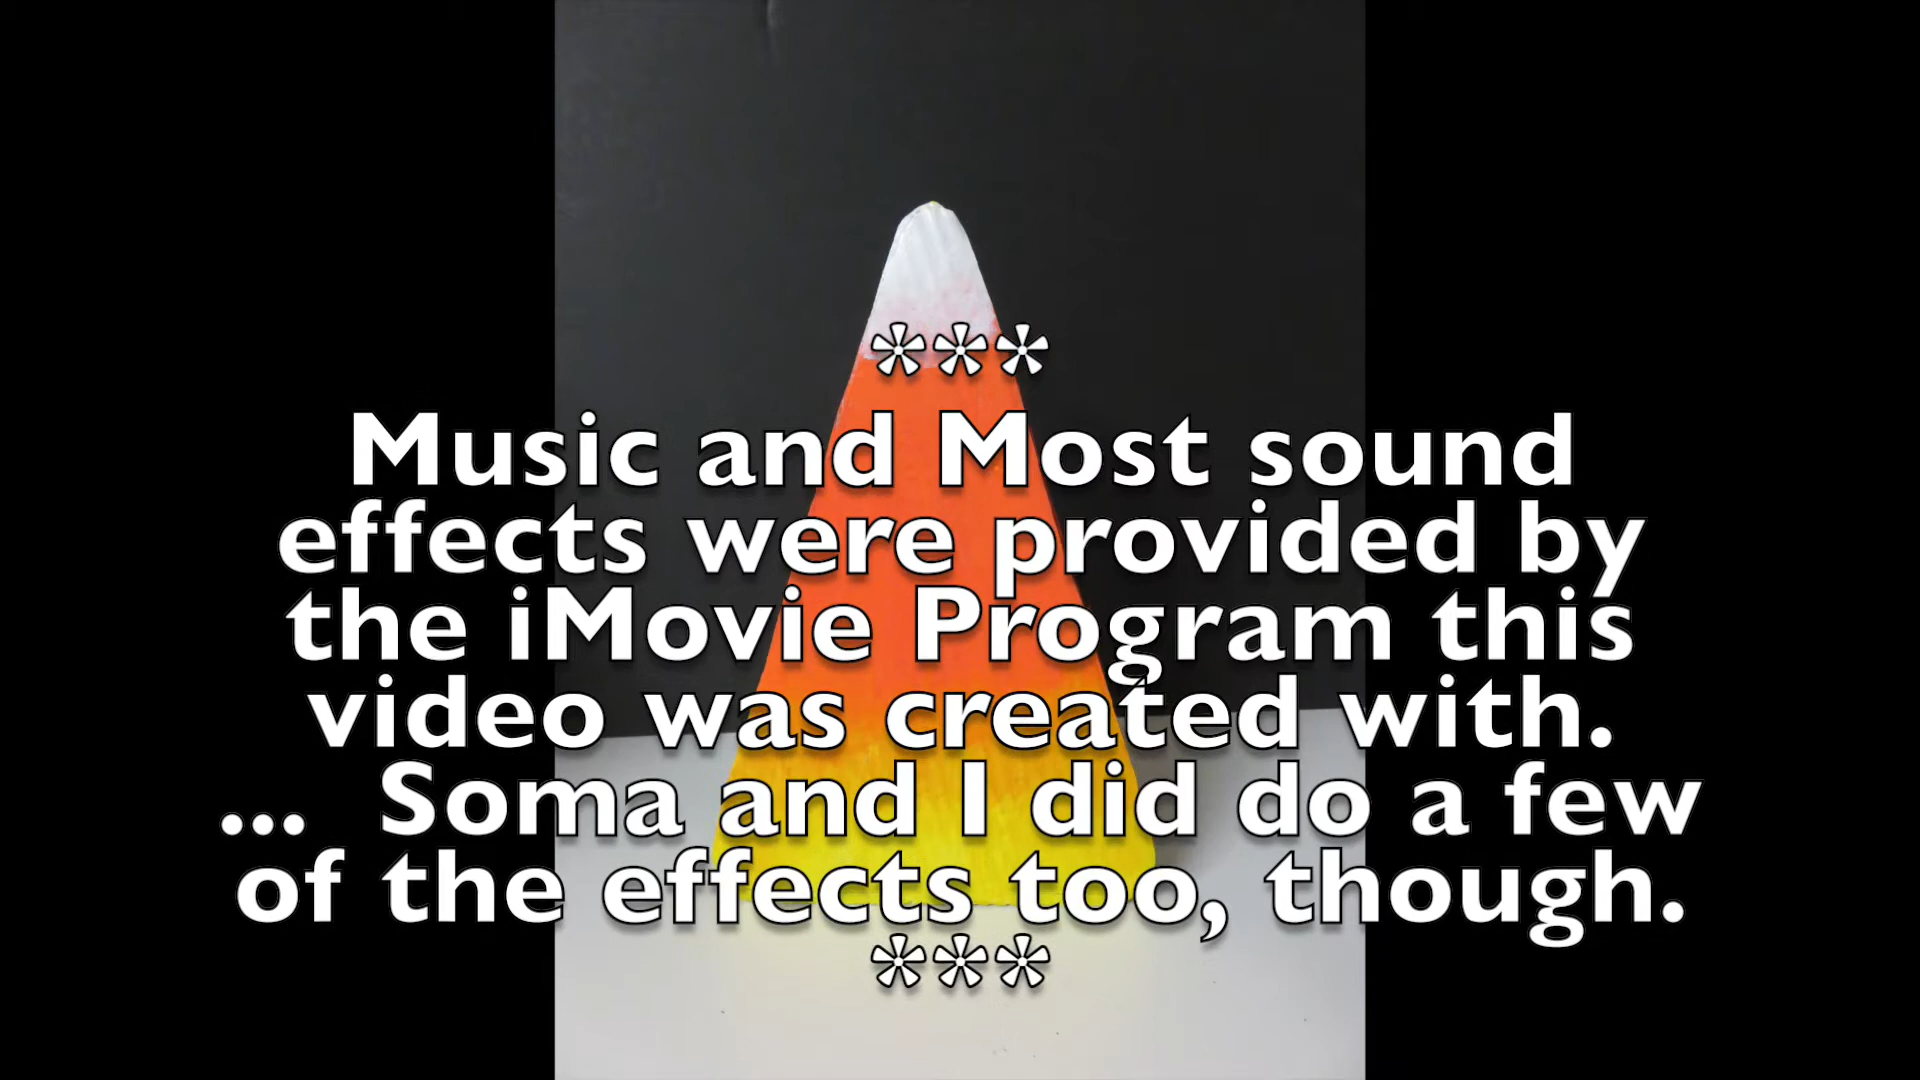 ***
Music and Most sound
effects were provided by
the iMovie Program this
video was created with.
... Soma and I did do a few
of the effects too, though.
***